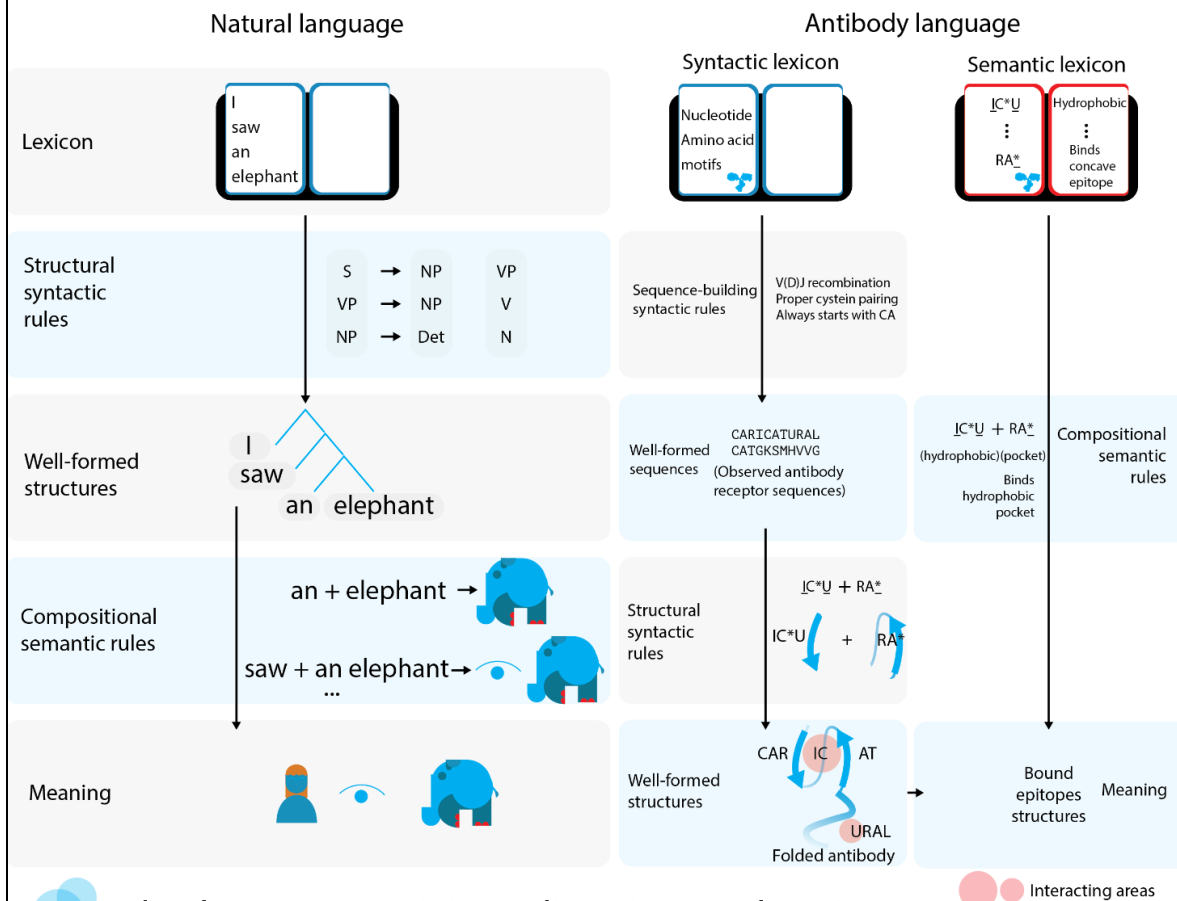 Natural language
Antibody language
Syntactic lexicon
Semantic lexicon
Lexicon
I
saw
an
elephant
Nucleotide
Amino acid
motifs
IC*U
⋮
RA*
Hydrophobic
⋮
Binds
concave
epitope
Structural
syntactic
rules
S → NP VP
VP → NP V
NP → Det N
Sequence-building
syntactic rules
V(D)J recombination
Proper cystein pairing
Always starts with CA
Well-formed
structures
I
saw
an elephant
Well-formed
sequences
CARICATURAL
CATGKSMHVVG
(Observed antibody
receptor sequences)
IC*U + RA*
(hydrophobic)(pocket)
Binds
hydrophobic
pocket
Compositional
semantic
rules
Compositional
semantic rules
an + elephant →
saw + an elephant →
...
Structural
syntactic
rules
IC*U + RA*
IC*U + RA*
Meaning
Well-formed
structures
CAR IC AT
URAL
Folded antibody
→
Bound
epitopes
structures
Meaning
Interacting areas